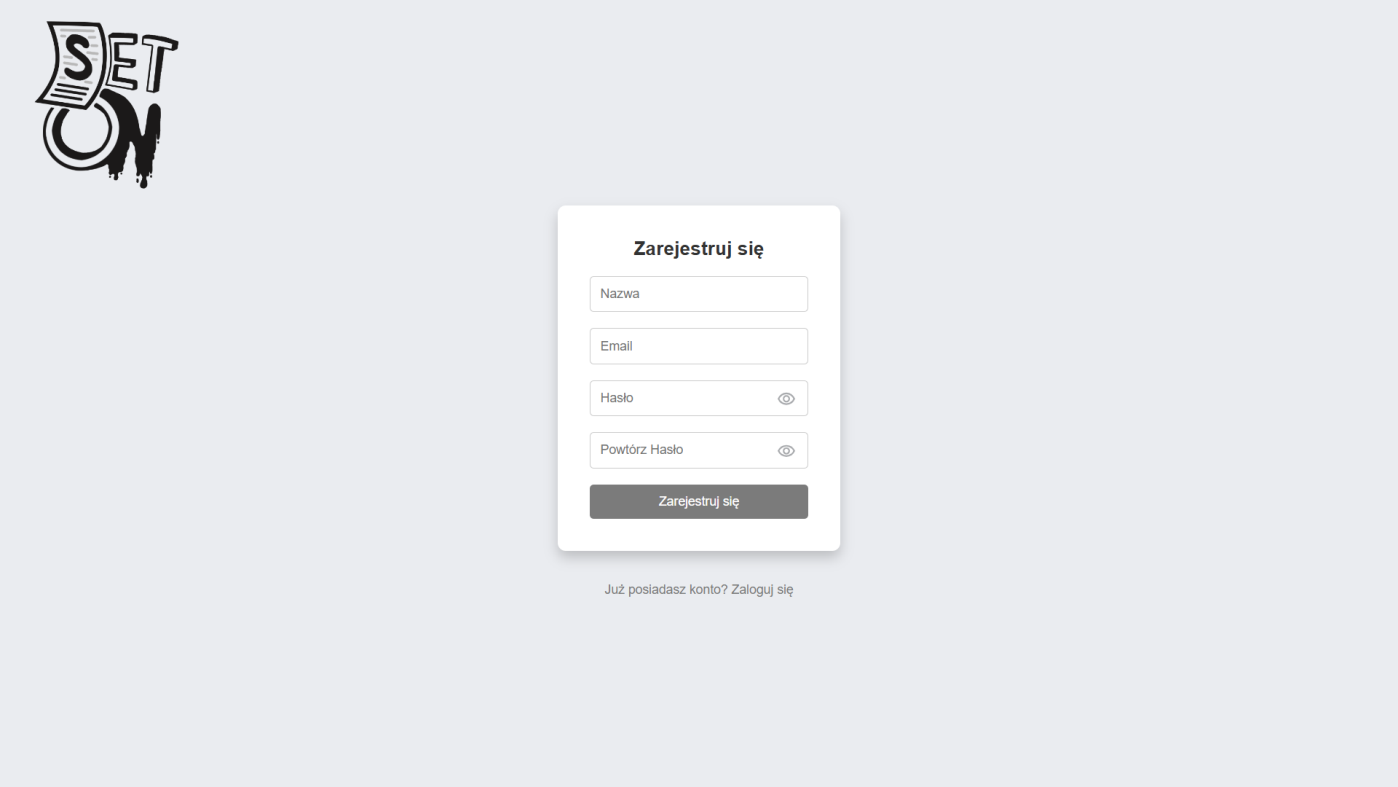 SET
ON
Zarejestruj się
Nazwa
Email
Hasło
Powtórz Hasło
Zarejestruj się
Już posiadasz konto? Zaloguj się